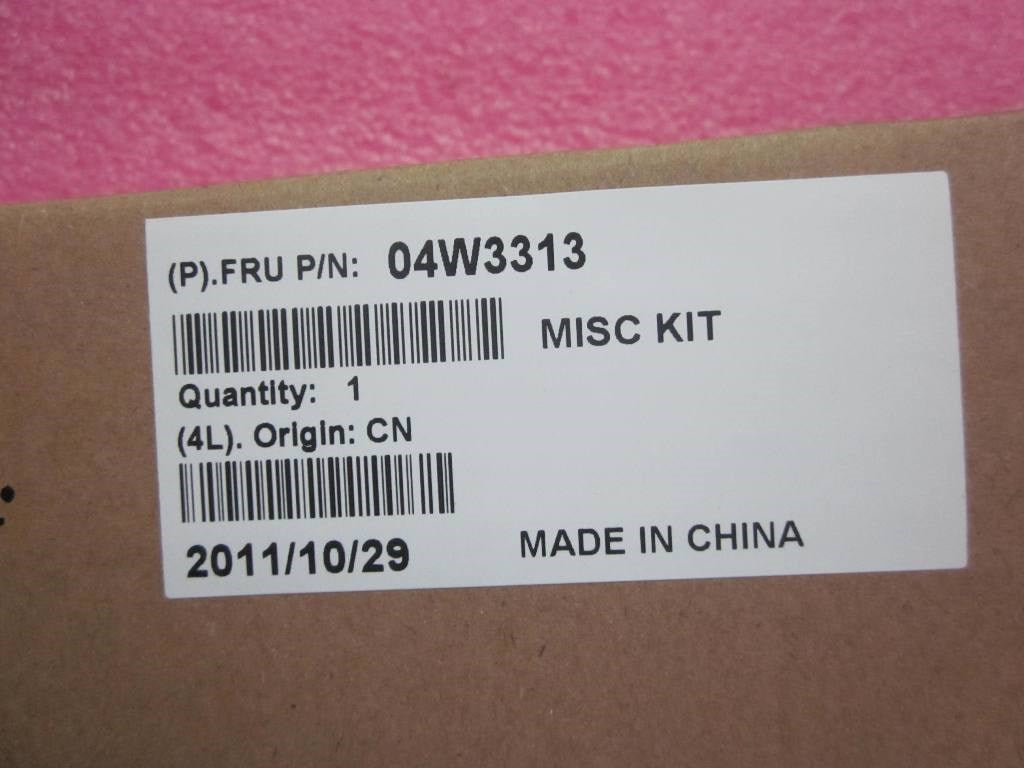 (P).FRU P/N: 04W3313
MISC KIT
Quantity: 1
(4L). Origin: CN
2011/10/29
MADE IN CHINA